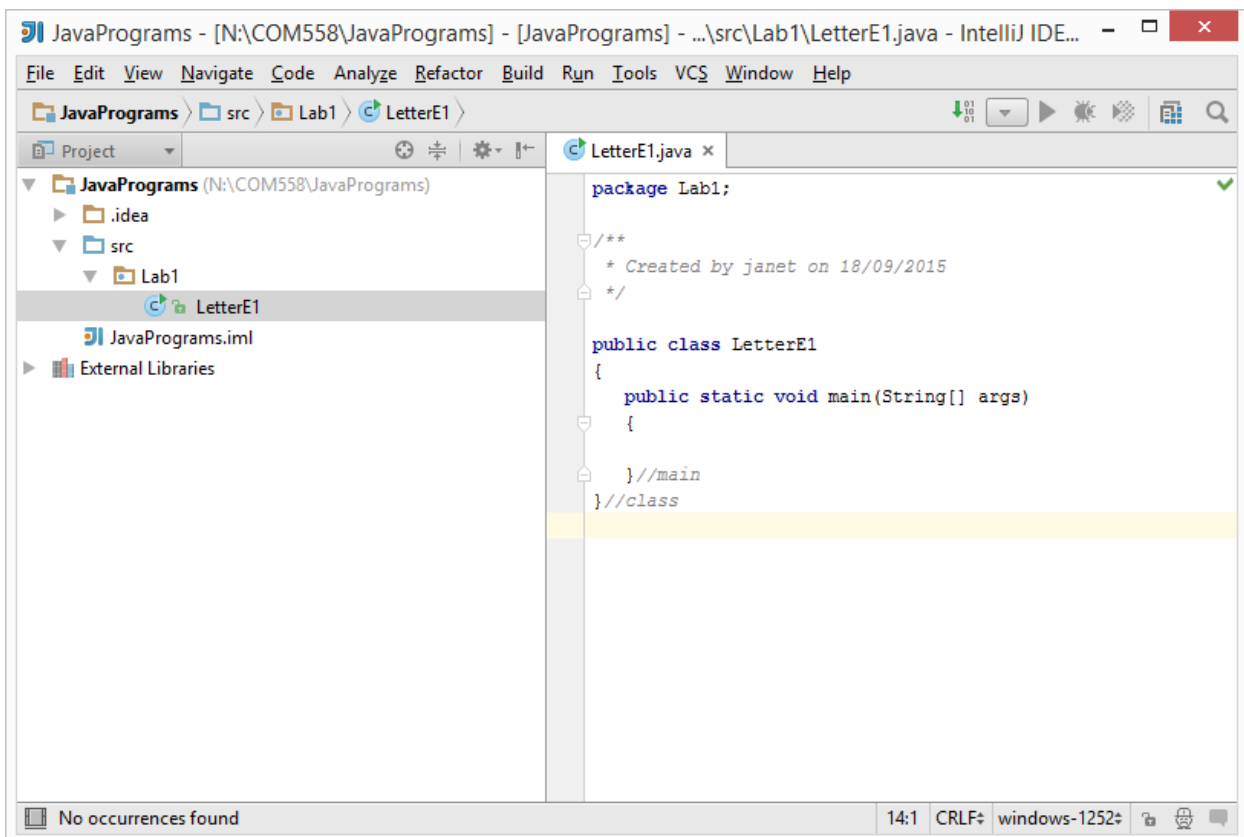 JavaPrograms - [N:\COM558\JavaPrograms] - [JavaPrograms] - ...\src\Lab1\LetterE1.java - IntelliJ IDE...
File Edit View Navigate Code Analyze Refactor Build Run Tools VCS Window Help
JavaPrograms src Lab1 LetterE1
Project
LetterE1.java
JavaPrograms (N:\COM558\JavaPrograms)
.idea
src
Lab1
LetterE1
JavaPrograms.iml
External Libraries
package Lab1;
/**
* Created by janet on 18/09/2015
*/
public class LetterE1
{
public static void main(String[] args)
{
}//main
}//class
No occurrences found 14:1 CRLF windows-1252